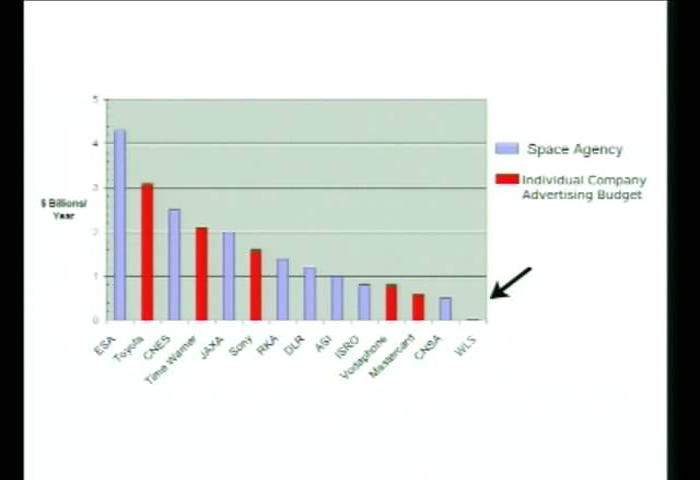 5
4
3
2
1
0
$ Billions/
Year
ESA
Toyota
CNES
Time Warner
JAXA
Sony
RKA
DLR
ASI
ISRO
Vodaphone
Mastercard
CNSA
WLS
Space Agency
Individual Company
Advertising Budget